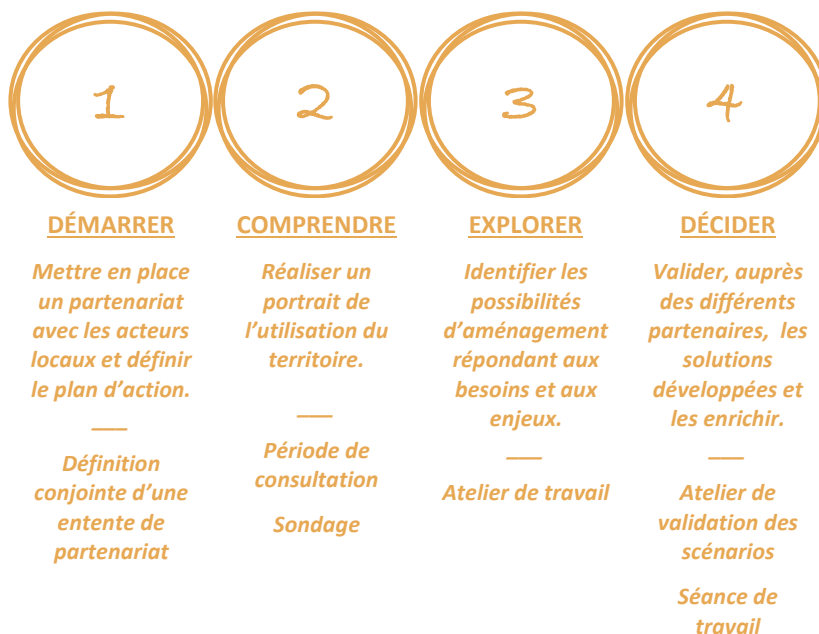 1
2
3
4
DÉMARRER
Mettre en place
un partenariat
avec les acteurs
locaux et définir
le plan d’action.
Définition
conjointe d’une
entente de
partenariat
COMPRENDRE
Réaliser un
portrait de
l’utilisation du
territoire.
Période de
consultation
Sondage
EXPLORER
Identifier les
possibilités
d’aménagement
répondant aux
besoins et aux
enjeux.
Atelier de travail
DÉCIDER
Valider, auprès
des différents
partenaires, les
solutions
développées et
les enrichir.
Atelier de
validation des
scénarios
Séance de
travail